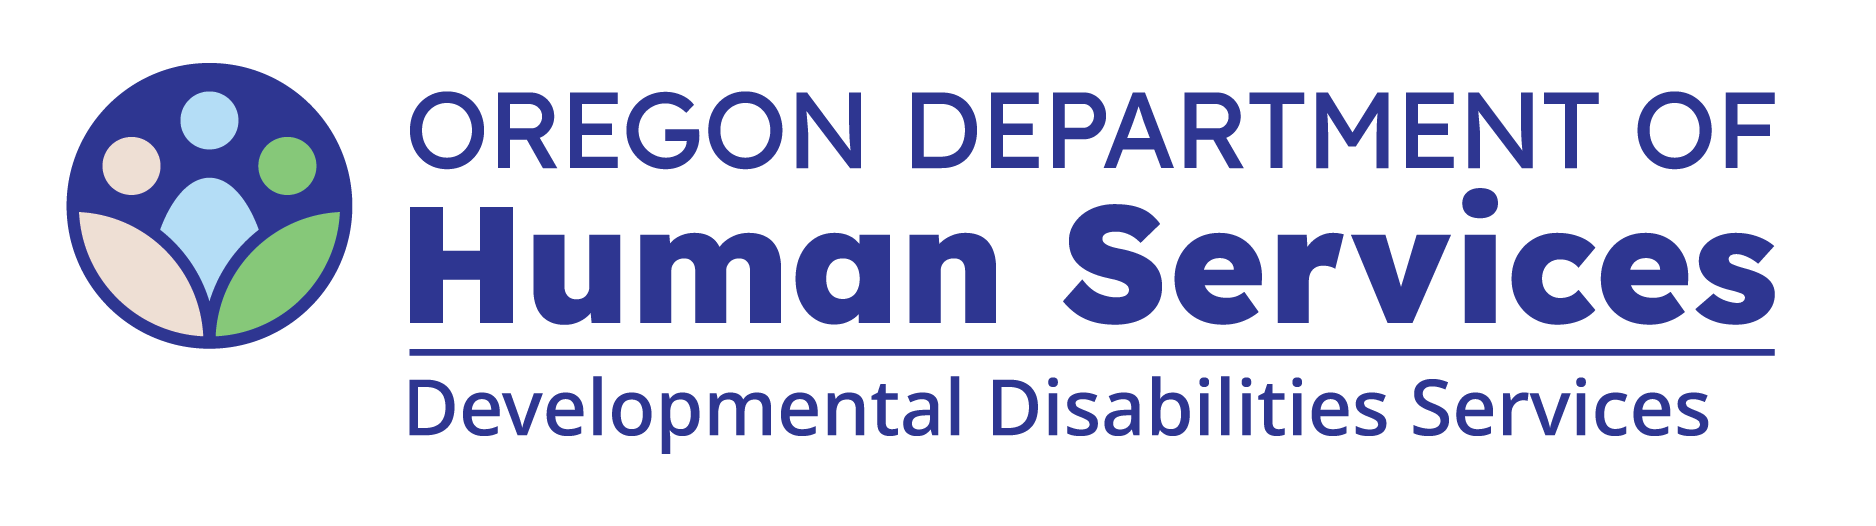 OREGON DEPARTMENT OF
Human Services
Developmental Disabilities Services